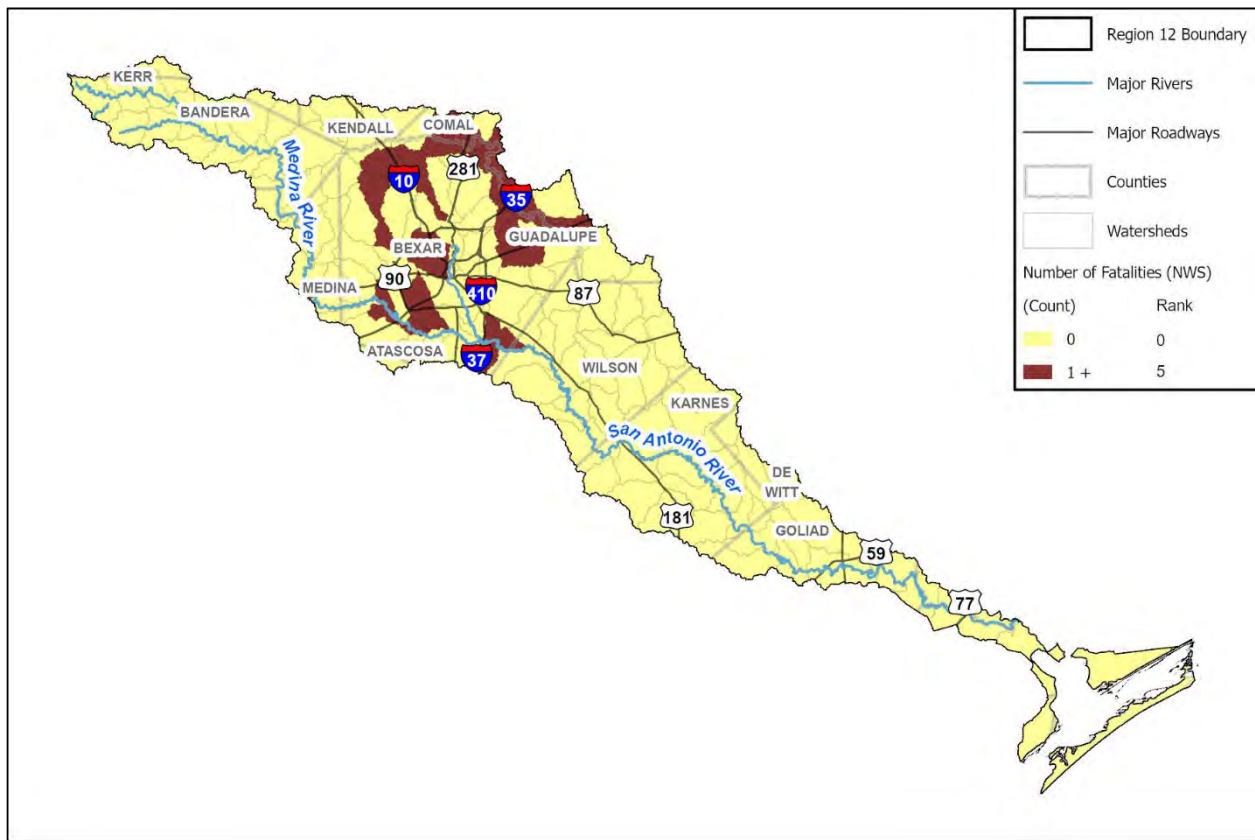 Region 12 Boundary
Major Rivers
Major Roadways
Counties
Watersheds
Number of Fatalities (NWS)
(Count) Rank
0 0
1 + 5
KERR
BANDERA
KENDALL
COMAL
Medina River
10
281
35
BEXAR
GUADALUPE
90
MEDINA
410
87
ATASCOSA
37
WILSON
KARNES
San Antonio River
DE
WITT
181
GOLIAD
59
77